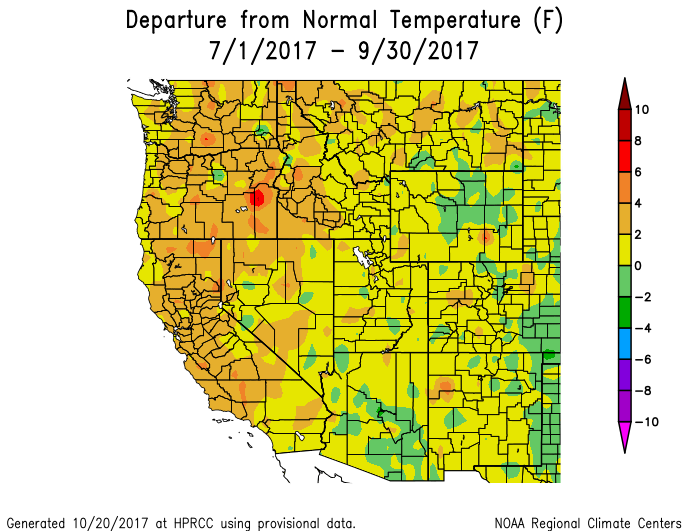 Departure from Normal Temperature (F)
7/1/2017 – 9/30/2017
10
8
6
4
2
0
−2
−4
−6
−8
−10
Generated 10/20/2017 at HPRCC using provisional data.
NOAA Regional Climate Centers